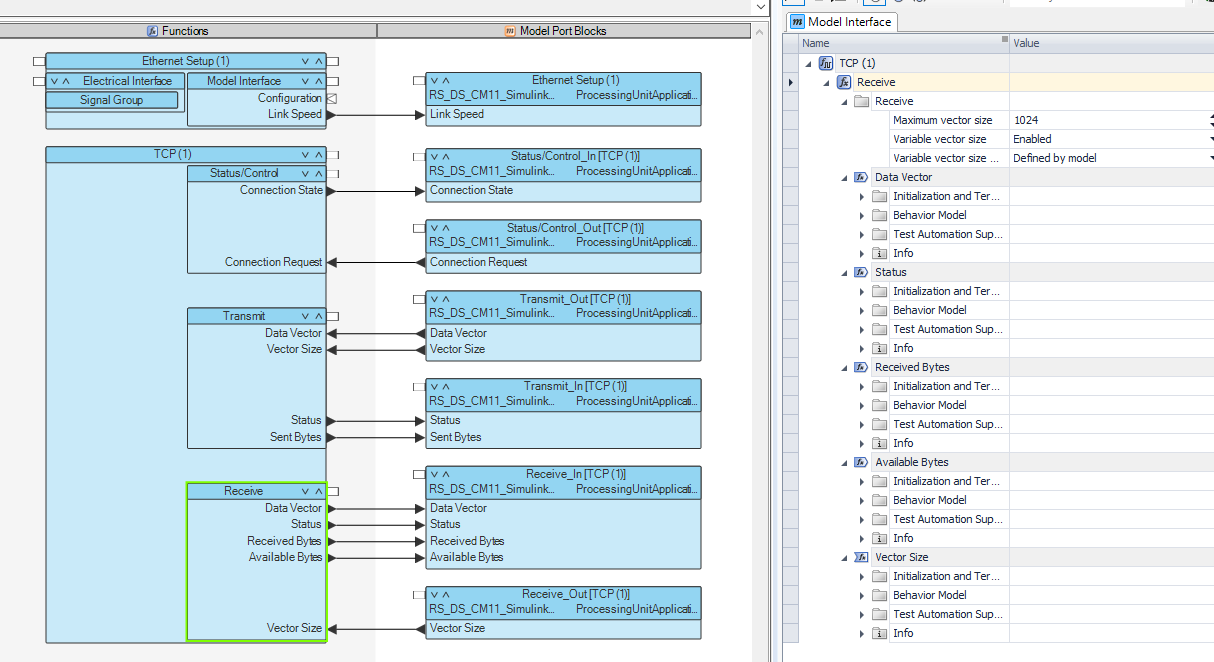 Functions
Model Port Blocks
Ethernet Setup (1)
Electrical Interface
Model Interface
Signal Group
Configuration
Link Speed
Ethernet Setup (1)
RS_DS_CM11_Simulink... ProcessingUnitApplicati...
Link Speed
TCP (1)
Status/Control
Connection State
Connection Request
Transmit
Data Vector
Vector Size
Status
Sent Bytes
Receive
Data Vector
Status
Received Bytes
Available Bytes
Vector Size
Status/Control_In [TCP (1)]
RS_DS_CM11_Simulink... ProcessingUnitApplicati...
Connection State
Status/Control_Out [TCP (1)]
RS_DS_CM11_Simulink... ProcessingUnitApplicati...
Connection Request
Transmit_Out [TCP (1)]
RS_DS_CM11_Simulink... ProcessingUnitApplicati...
Data Vector
Vector Size
Transmit_In [TCP (1)]
RS_DS_CM11_Simulink... ProcessingUnitApplicati...
Status
Sent Bytes
Receive_In [TCP (1)]
RS_DS_CM11_Simulink... ProcessingUnitApplicati...
Data Vector
Status
Received Bytes
Available Bytes
Receive_Out [TCP (1)]
RS_DS_CM11_Simulink... ProcessingUnitApplicati...
Vector Size
Model Interface
Name Value
TCP (1)
Receive
Receive
Maximum vector size 1024
Variable vector size Enabled
Variable vector size ... Defined by model
Data Vector
Initialization and Ter...
Behavior Model
Test Automation Sup...
Info
Status
Initialization and Ter...
Behavior Model
Test Automation Sup...
Info
Received Bytes
Initialization and Ter...
Behavior Model
Test Automation Sup...
Info
Available Bytes
Initialization and Ter...
Behavior Model
Test Automation Sup...
Info
Vector Size
Initialization and Ter...
Behavior Model
Test Automation Sup...
Info